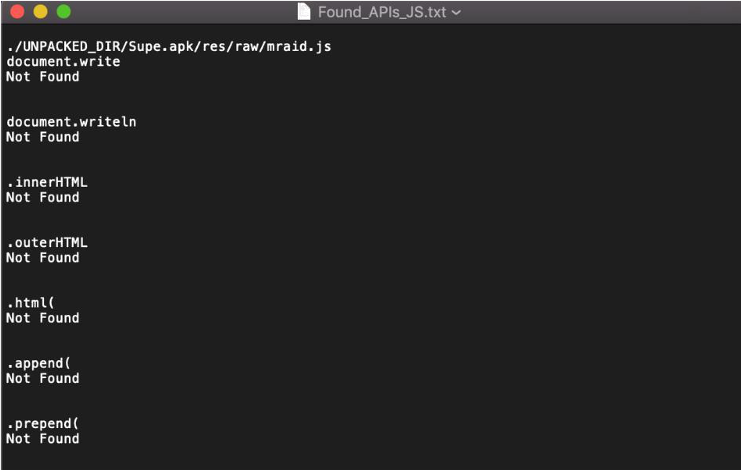 Found_APIs_JS.txt
./UNPACKED_DIR/Supe.apk/res/raw/mraid.js
document.write
Not Found
document.writeln
Not Found
.innerHTML
Not Found
.outerHTML
Not Found
.html(
Not Found
.append(
Not Found
.prepend(
Not Found